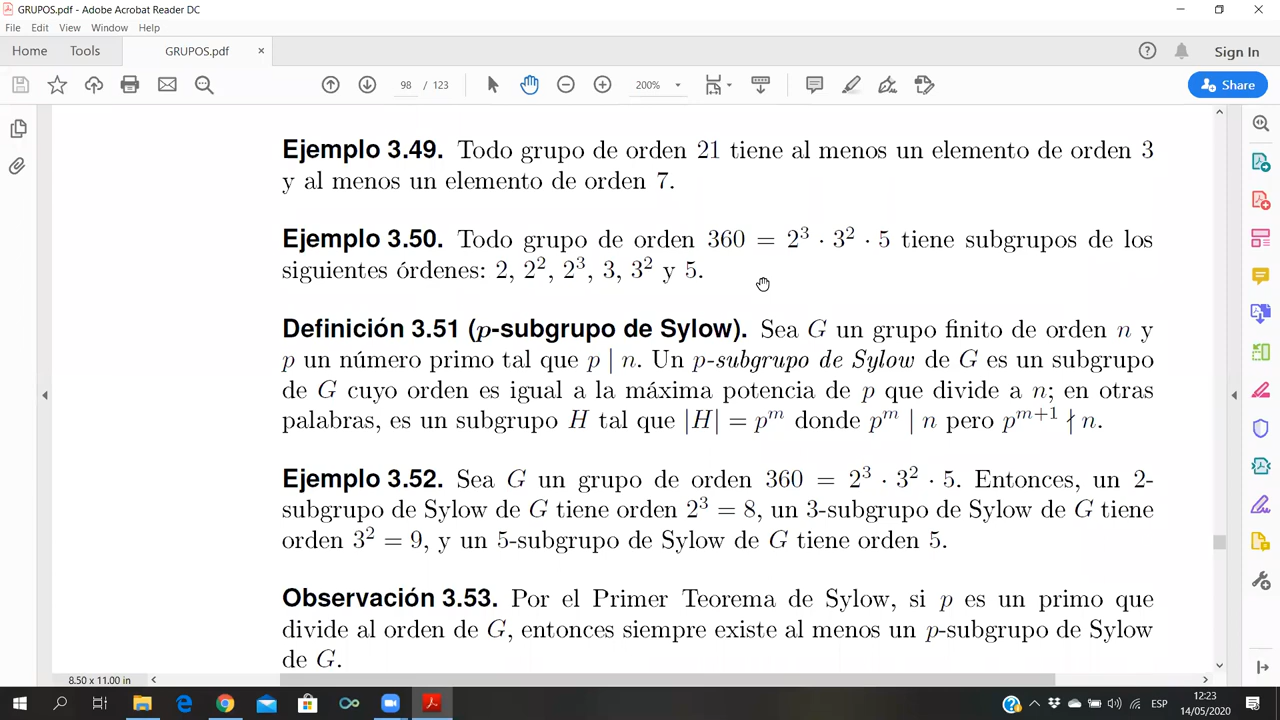 GRUPOS.pdf - Adobe Acrobat Reader DC
File Edit View Window Help
Home Tools GRUPOS.pdf × Sign In
98 / 123 200% Share
Ejemplo 3.49. Todo grupo de orden 21 tiene al menos un elemento de orden 3
y al menos un elemento de orden 7.
Ejemplo 3.50. Todo grupo de orden 360 = 2³ · 3² · 5 tiene subgrupos de los
siguientes órdenes: 2, 2², 2³, 3, 3² y 5.
Definición 3.51 (p-subgrupo de Sylow). Sea G un grupo finito de orden n y
p un número primo tal que p | n. Un p-subgrupo de Sylow de G es un subgrupo
de G cuyo orden es igual a la máxima potencia de p que divide a n; en otras
palabras, es un subgrupo H tal que |H| = pᵐ donde pᵐ | n pero pᵐ⁺¹ ∤ n.
Ejemplo 3.52. Sea G un grupo de orden 360 = 2³ · 3² · 5. Entonces, un 2-
subgrupo de Sylow de G tiene orden 2³ = 8, un 3-subgrupo de Sylow de G tiene
orden 3² = 9, y un 5-subgrupo de Sylow de G tiene orden 5.
Observación 3.53. Por el Primer Teorema de Sylow, si p es un primo que
divide al orden de G, entonces siempre existe al menos un p-subgrupo de Sylow
de G.
8.50 x 11.00 in
ESP 12:23
14/05/2020